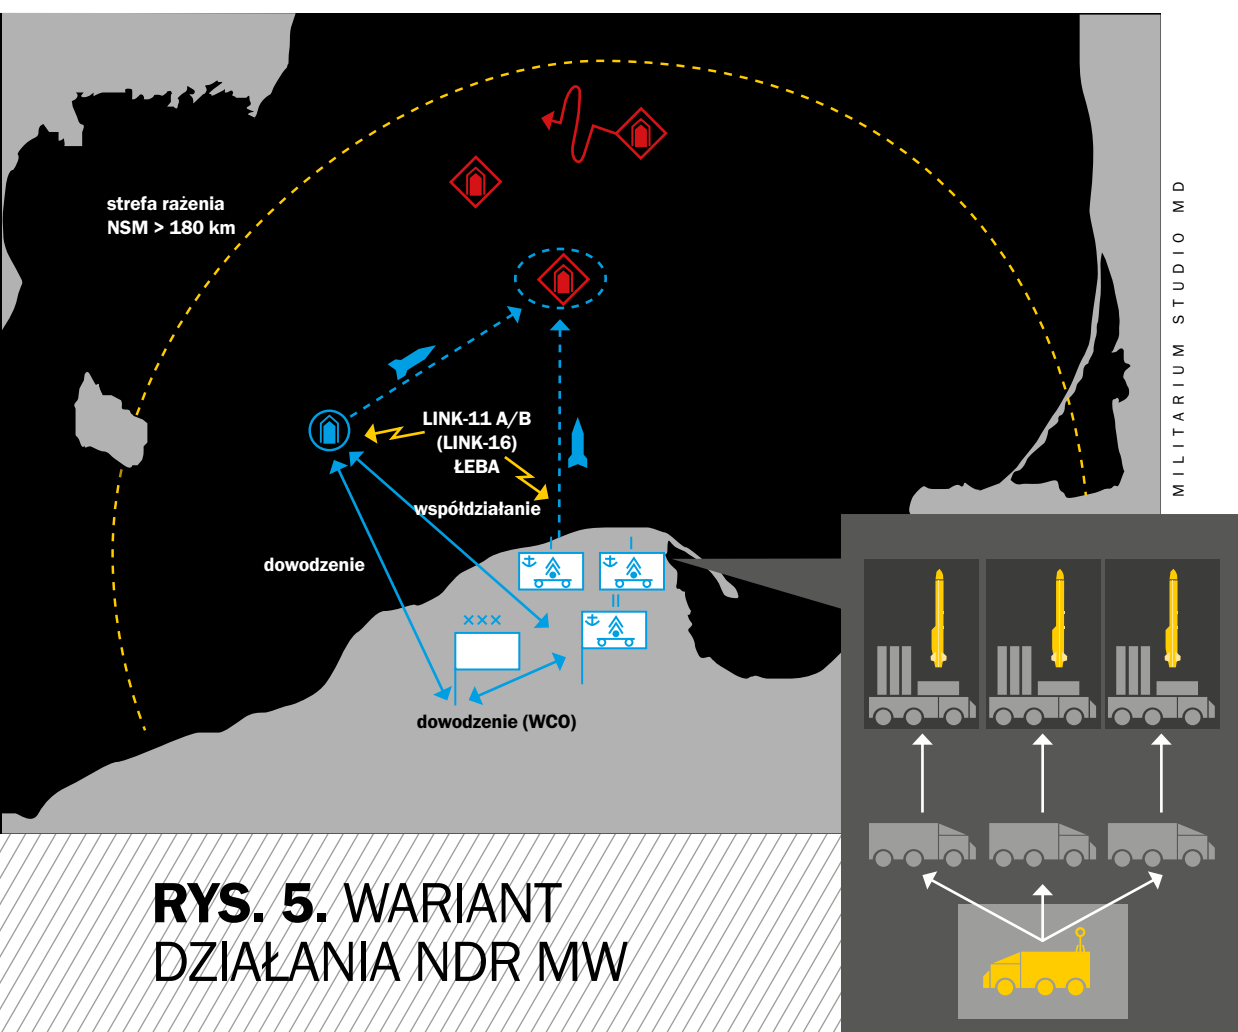 strefa rażenia
NSM > 180 km
LINK-11 A/B
(LINK-16)
ŁEBA
współdziałanie
dowodzenie
×××
dowodzenie (WCO)
MILITARIUM STUDIO MD
RYS. 5. WARIANT
DZIAŁANIA NDR MW